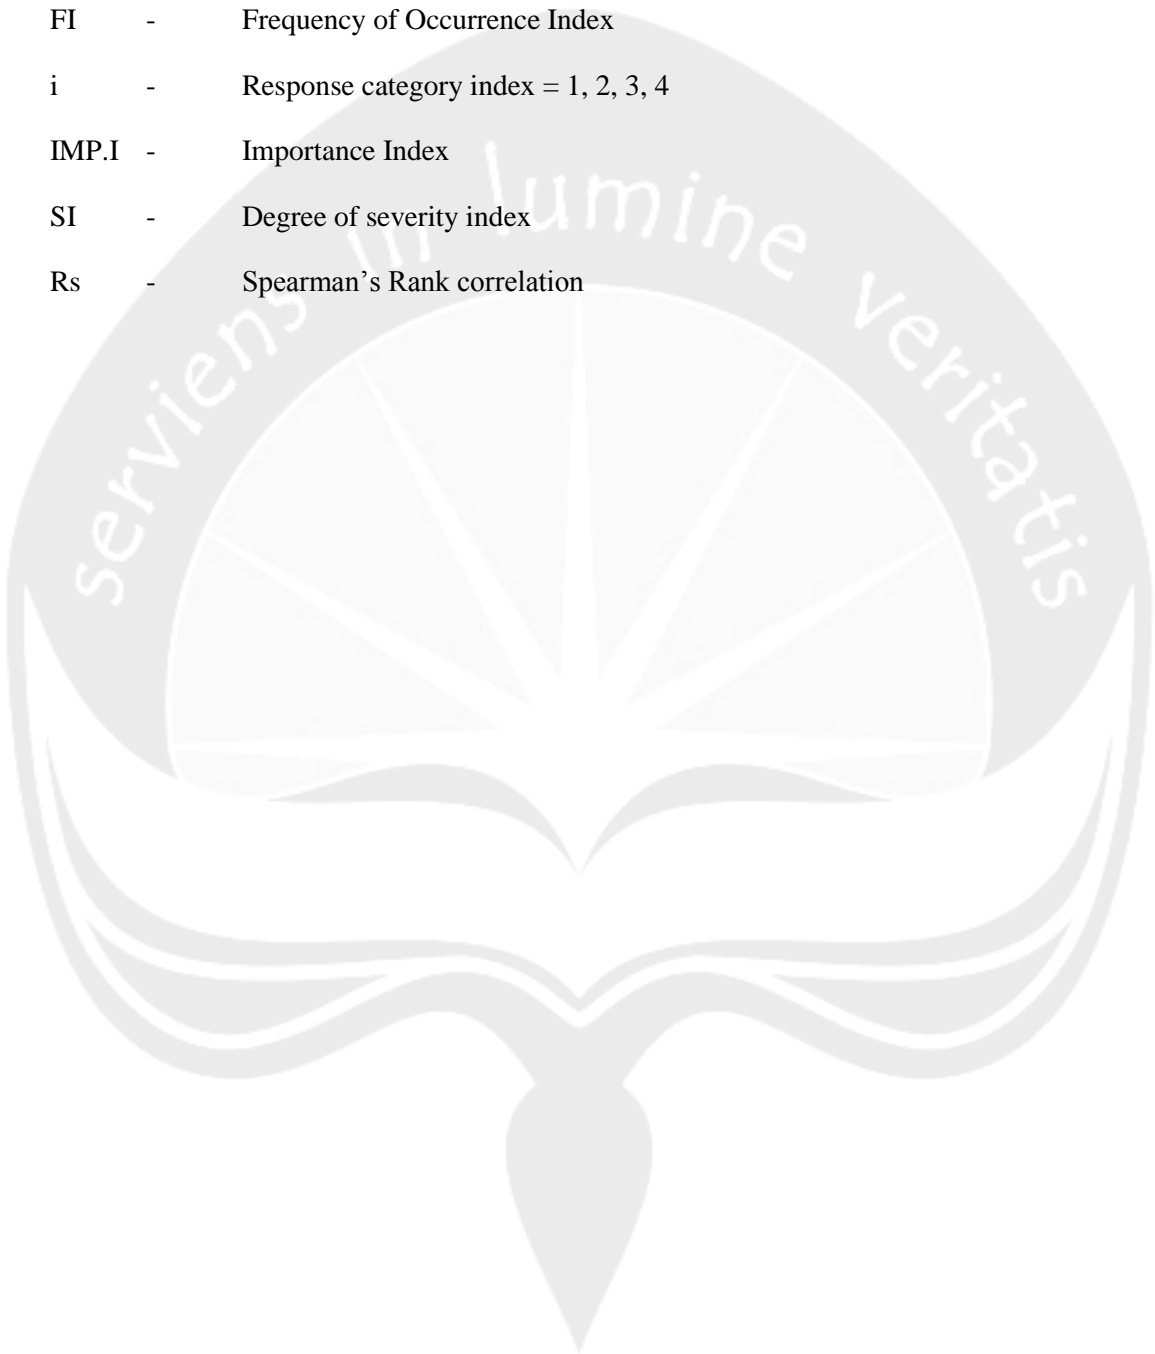 FI - Frequency of Occurrence Index
i - Response category index = 1, 2, 3, 4
IMP.I - Importance Index
SI - Degree of severity index
Rs - Spearman’s Rank correlation
serviens in lumine veritatis